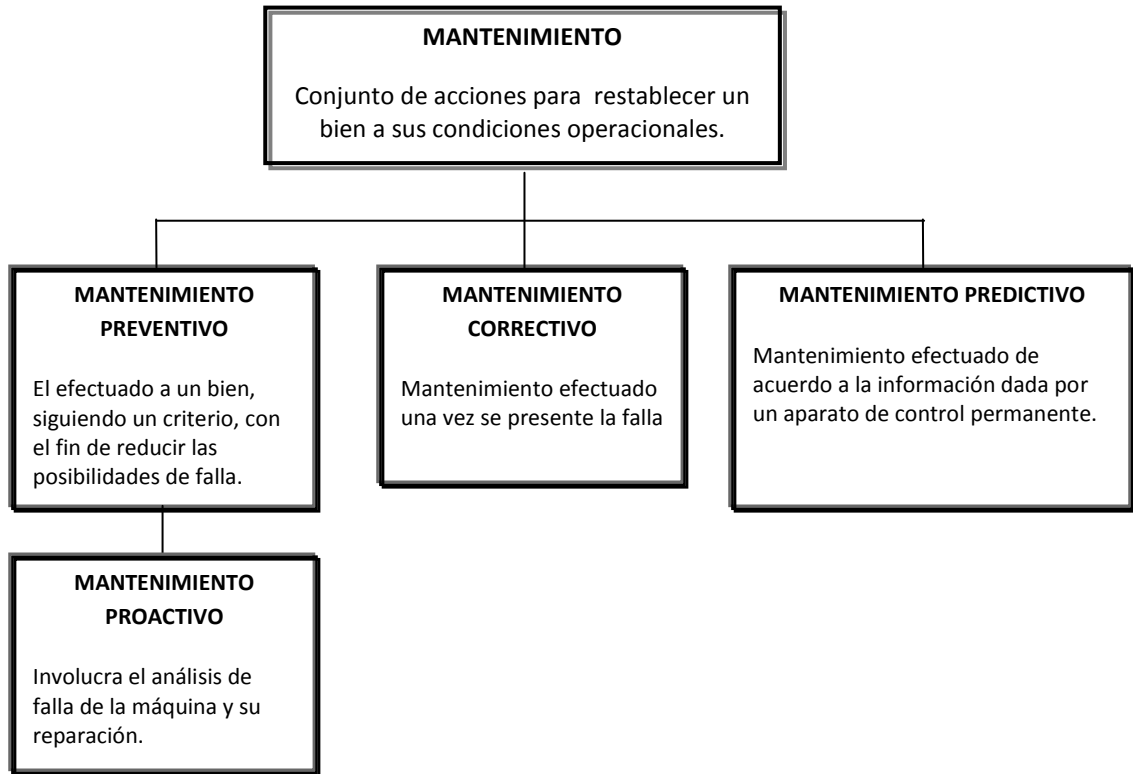 MANTENIMIENTO
Conjunto de acciones para  restablecer un
bien a sus condiciones operacionales.
MANTENIMIENTO
PREVENTIVO
El efectuado a un bien,
siguiendo un criterio, con
el fin de reducir las
posibilidades de falla.
MANTENIMIENTO
CORRECTIVO
Mantenimiento efectuado
una vez se presente la falla
MANTENIMIENTO PREDICTIVO
Mantenimiento efectuado de
acuerdo a la información dada por
un aparato de control permanente.
MANTENIMIENTO
PROACTIVO
Involucra el análisis de
falla de la máquina y su
reparación.